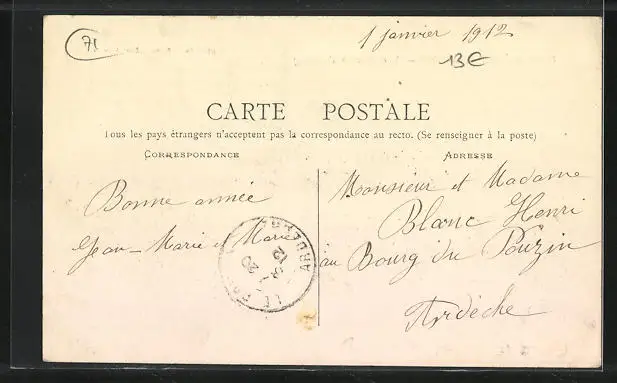 71
1 janvier 1912
13€
CARTE POSTALE
Tous les pays étrangers n'acceptent pas la correspondance au recto. (Se renseigner à la poste)
CORRESPONDANCE
ADRESSE
Bonne année
Jean-Marie et Marie
Monsieur et Madame
Blanc Henri
au Bourg du Pouzin
Ardèche
ARDÈCHE